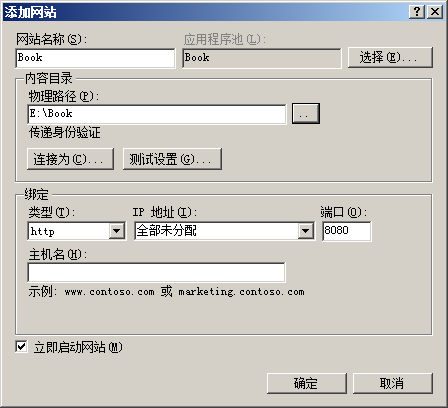 添加网站
网站名称(S): 应用程序池(L):
Book Book 选择(E)...
内容目录
物理路径(P):
E:\Book ..
传递身份验证
连接为(C)... 测试设置(G)...
绑定
类型(T): IP 地址(I): 端口(O):
http 全部未分配 8080
主机名(H):
示例: www.contoso.com 或 marketing.contoso.com
立即启动网站(M)
确定 取消